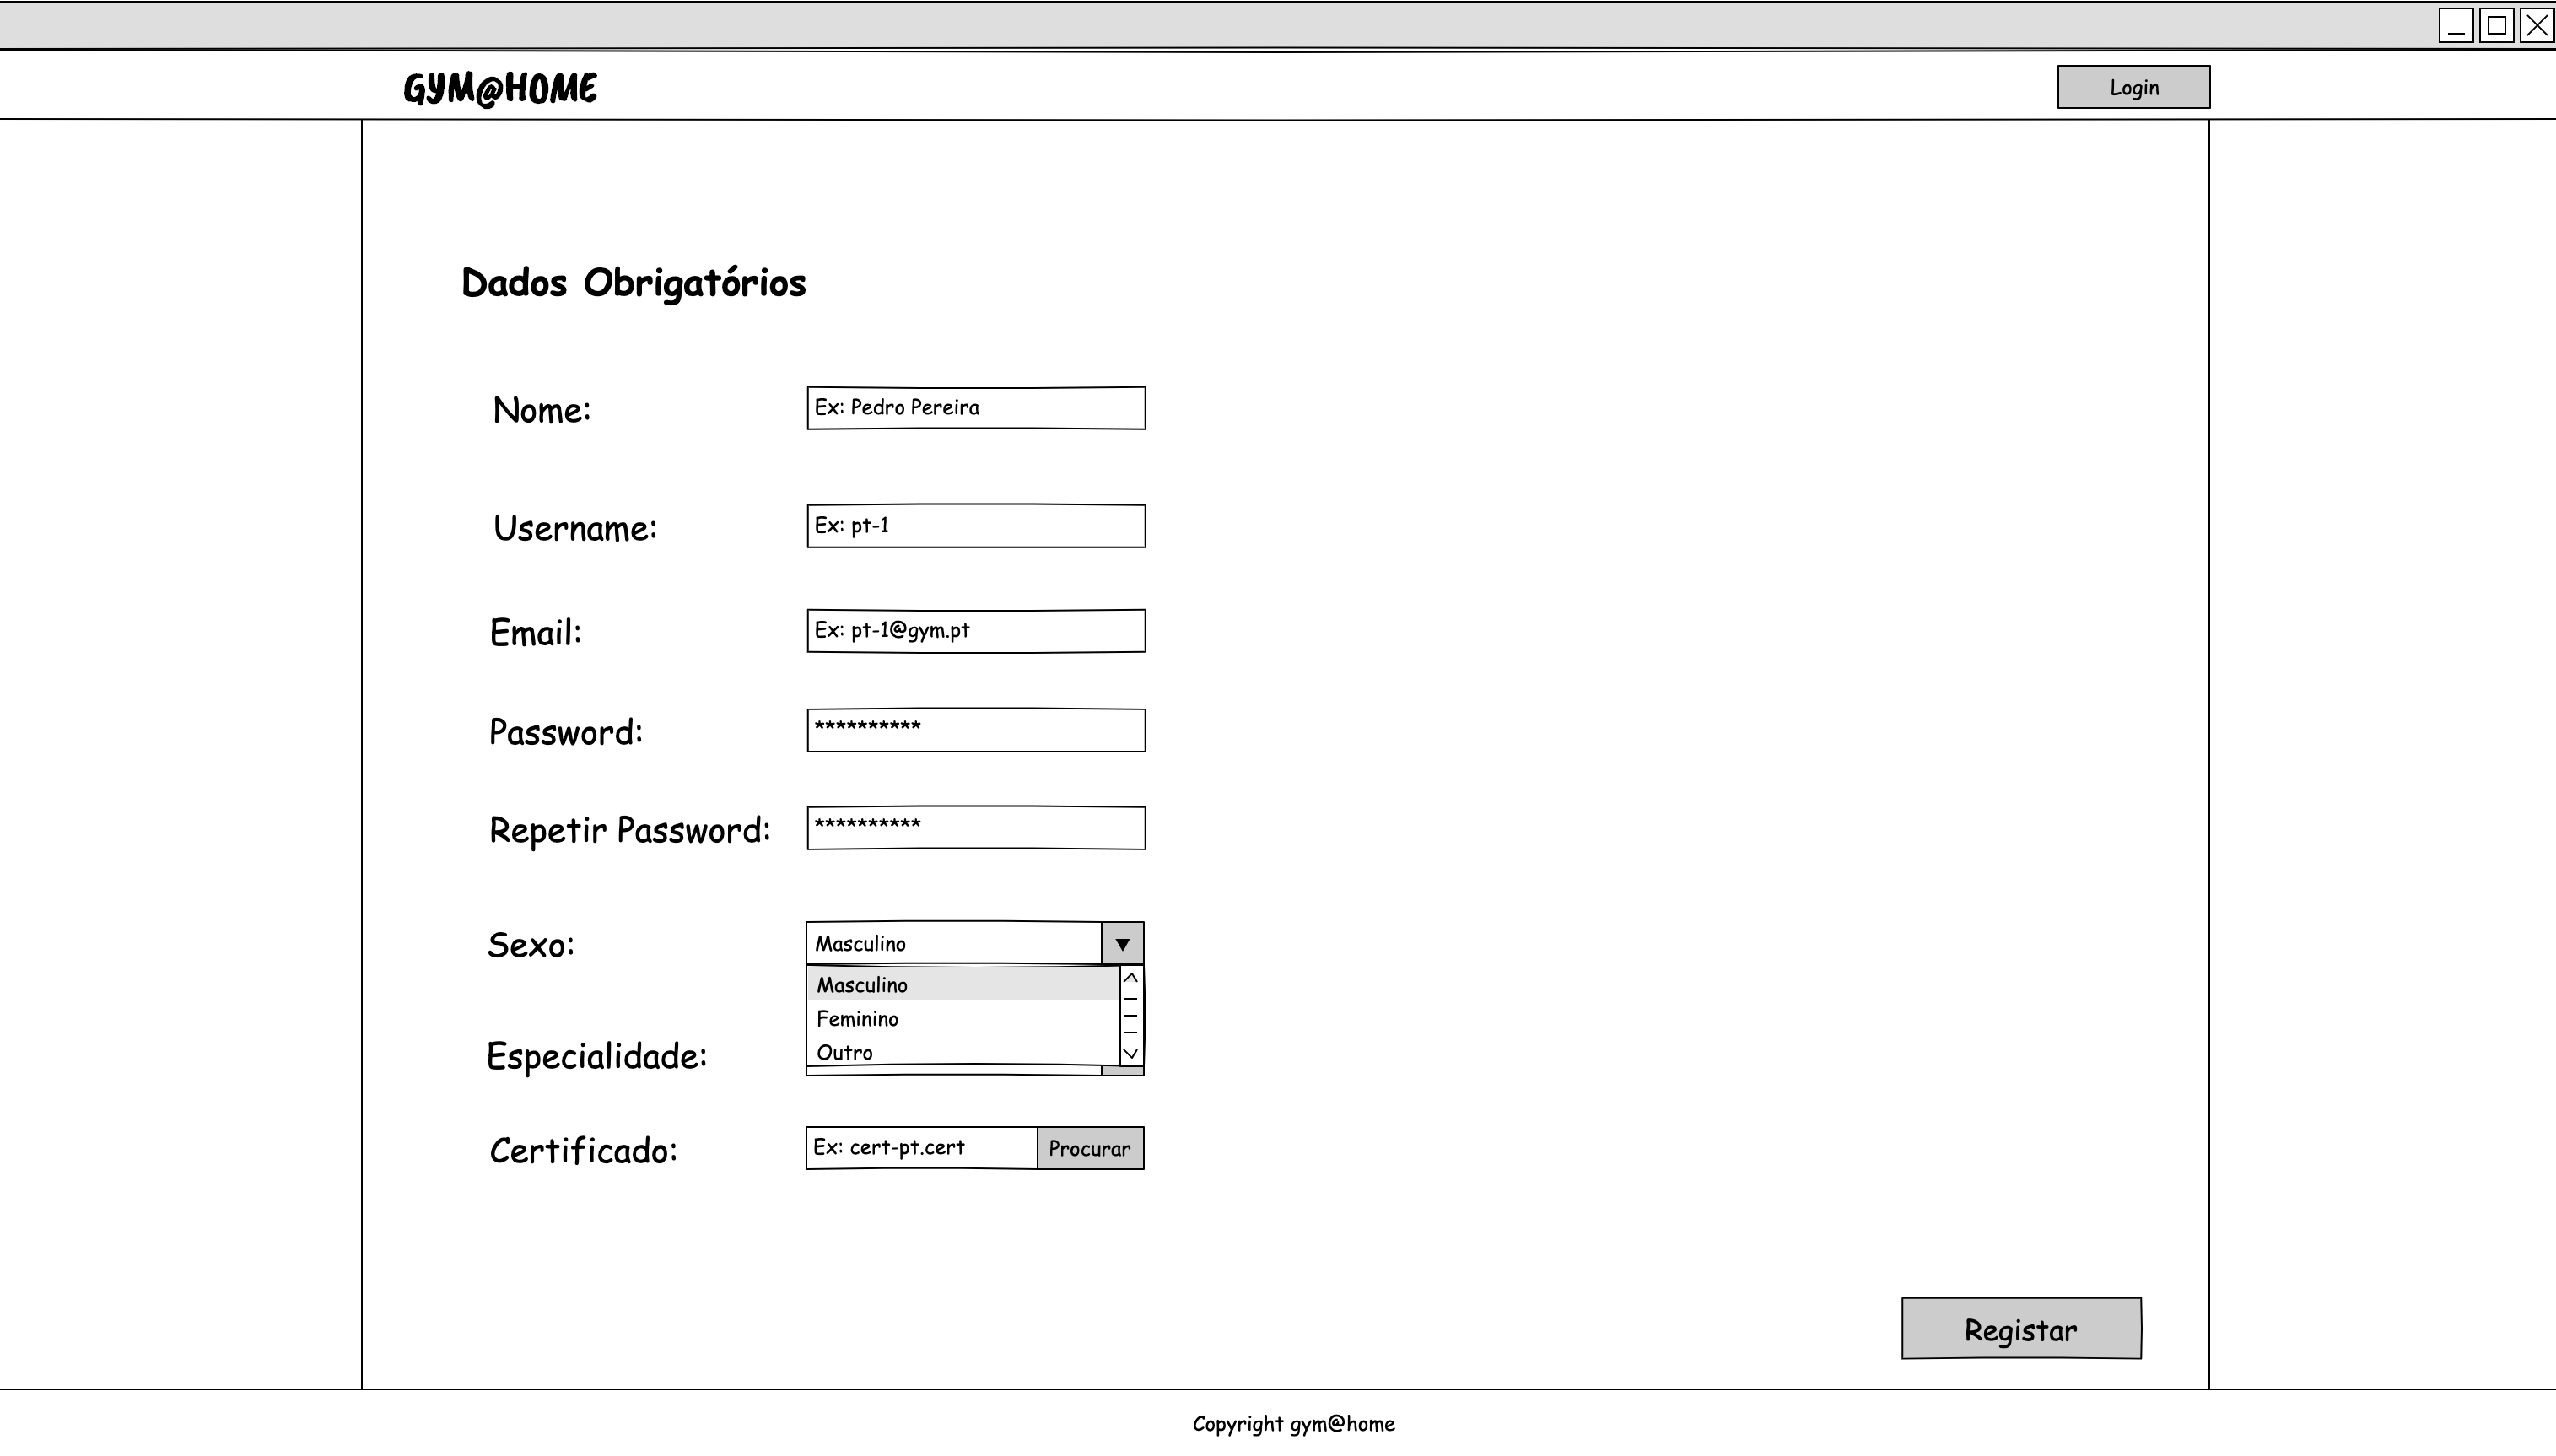 GYM@HOME
Login
Dados Obrigatórios
Nome:
Ex: Pedro Pereira
Username:
Ex: pt-1
Email:
Ex: pt-1@gym.pt
Password:
**********
Repetir Password:
**********
Sexo:
Masculino
Masculino
Feminino
Outro
Especialidade:
Certificado:
Ex: cert-pt.cert
Procurar
Registar
Copyright gym@home